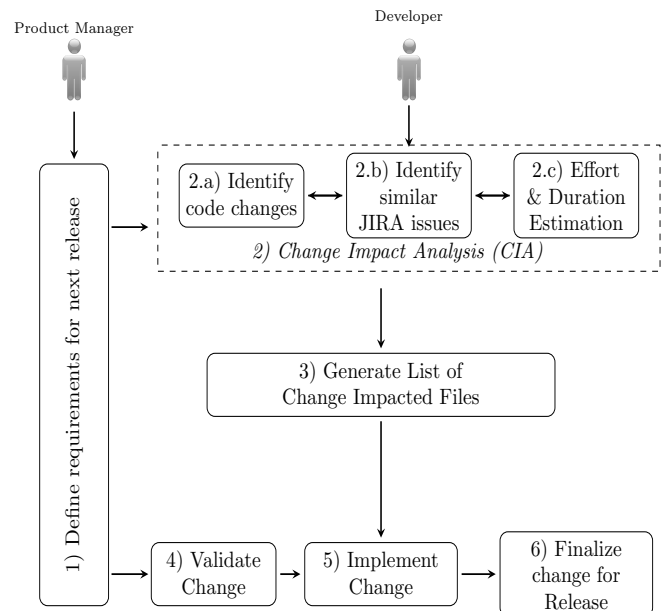 Product Manager
Developer
1) Define requirements for next release
2.a) Identify
code changes
2.b) Identify
similar
JIRA issues
2.c) Effort
& Duration
Estimation
2) Change Impact Analysis (CIA)
3) Generate List of
Change Impacted Files
4) Validate
Change
5) Implement
Change
6) Finalize
change for
Release